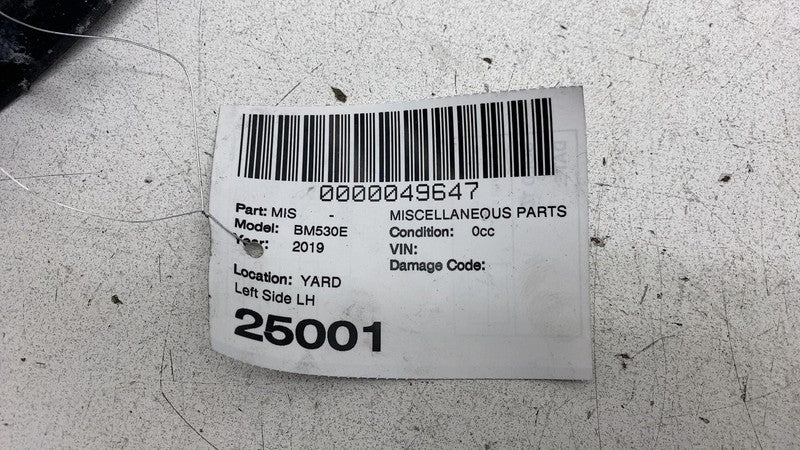 0000049647
Part: MIS - MISCELLANEOUS PARTS
Model: BM530E Condition: 0cc
Year: 2019 VIN:
Damage Code:
Location: YARD
Left Side LH
25001